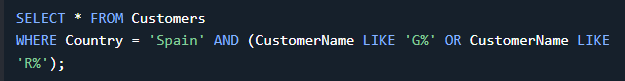 SELECT * FROM Customers
WHERE Country = 'Spain' AND (CustomerName LIKE 'G%' OR CustomerName LIKE
'R%');